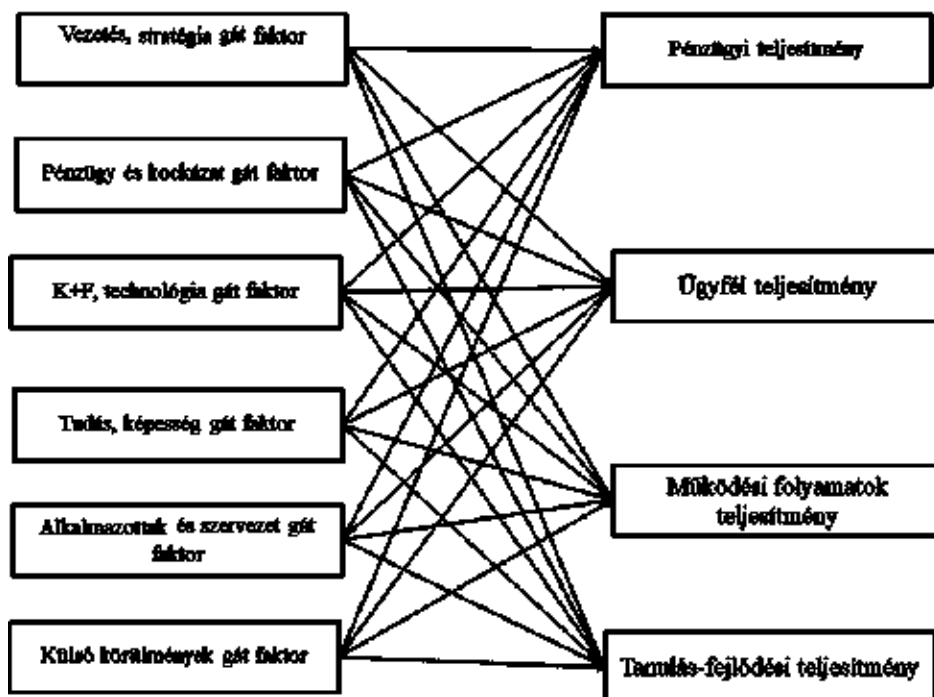 Vezetés, stratégia gát faktor
Pénzügyi teljesítmény
Pénzügy és kockázat gát faktor
K+F, technológia gát faktor
Ügyfél teljesítmény
Tudás, képesség gát faktor
Működési folyamatok
teljesítmény
Alkalmazottak és szervezet gát
faktor
Külső körülmények gát faktor
Tanulás-fejlődési teljesítmény